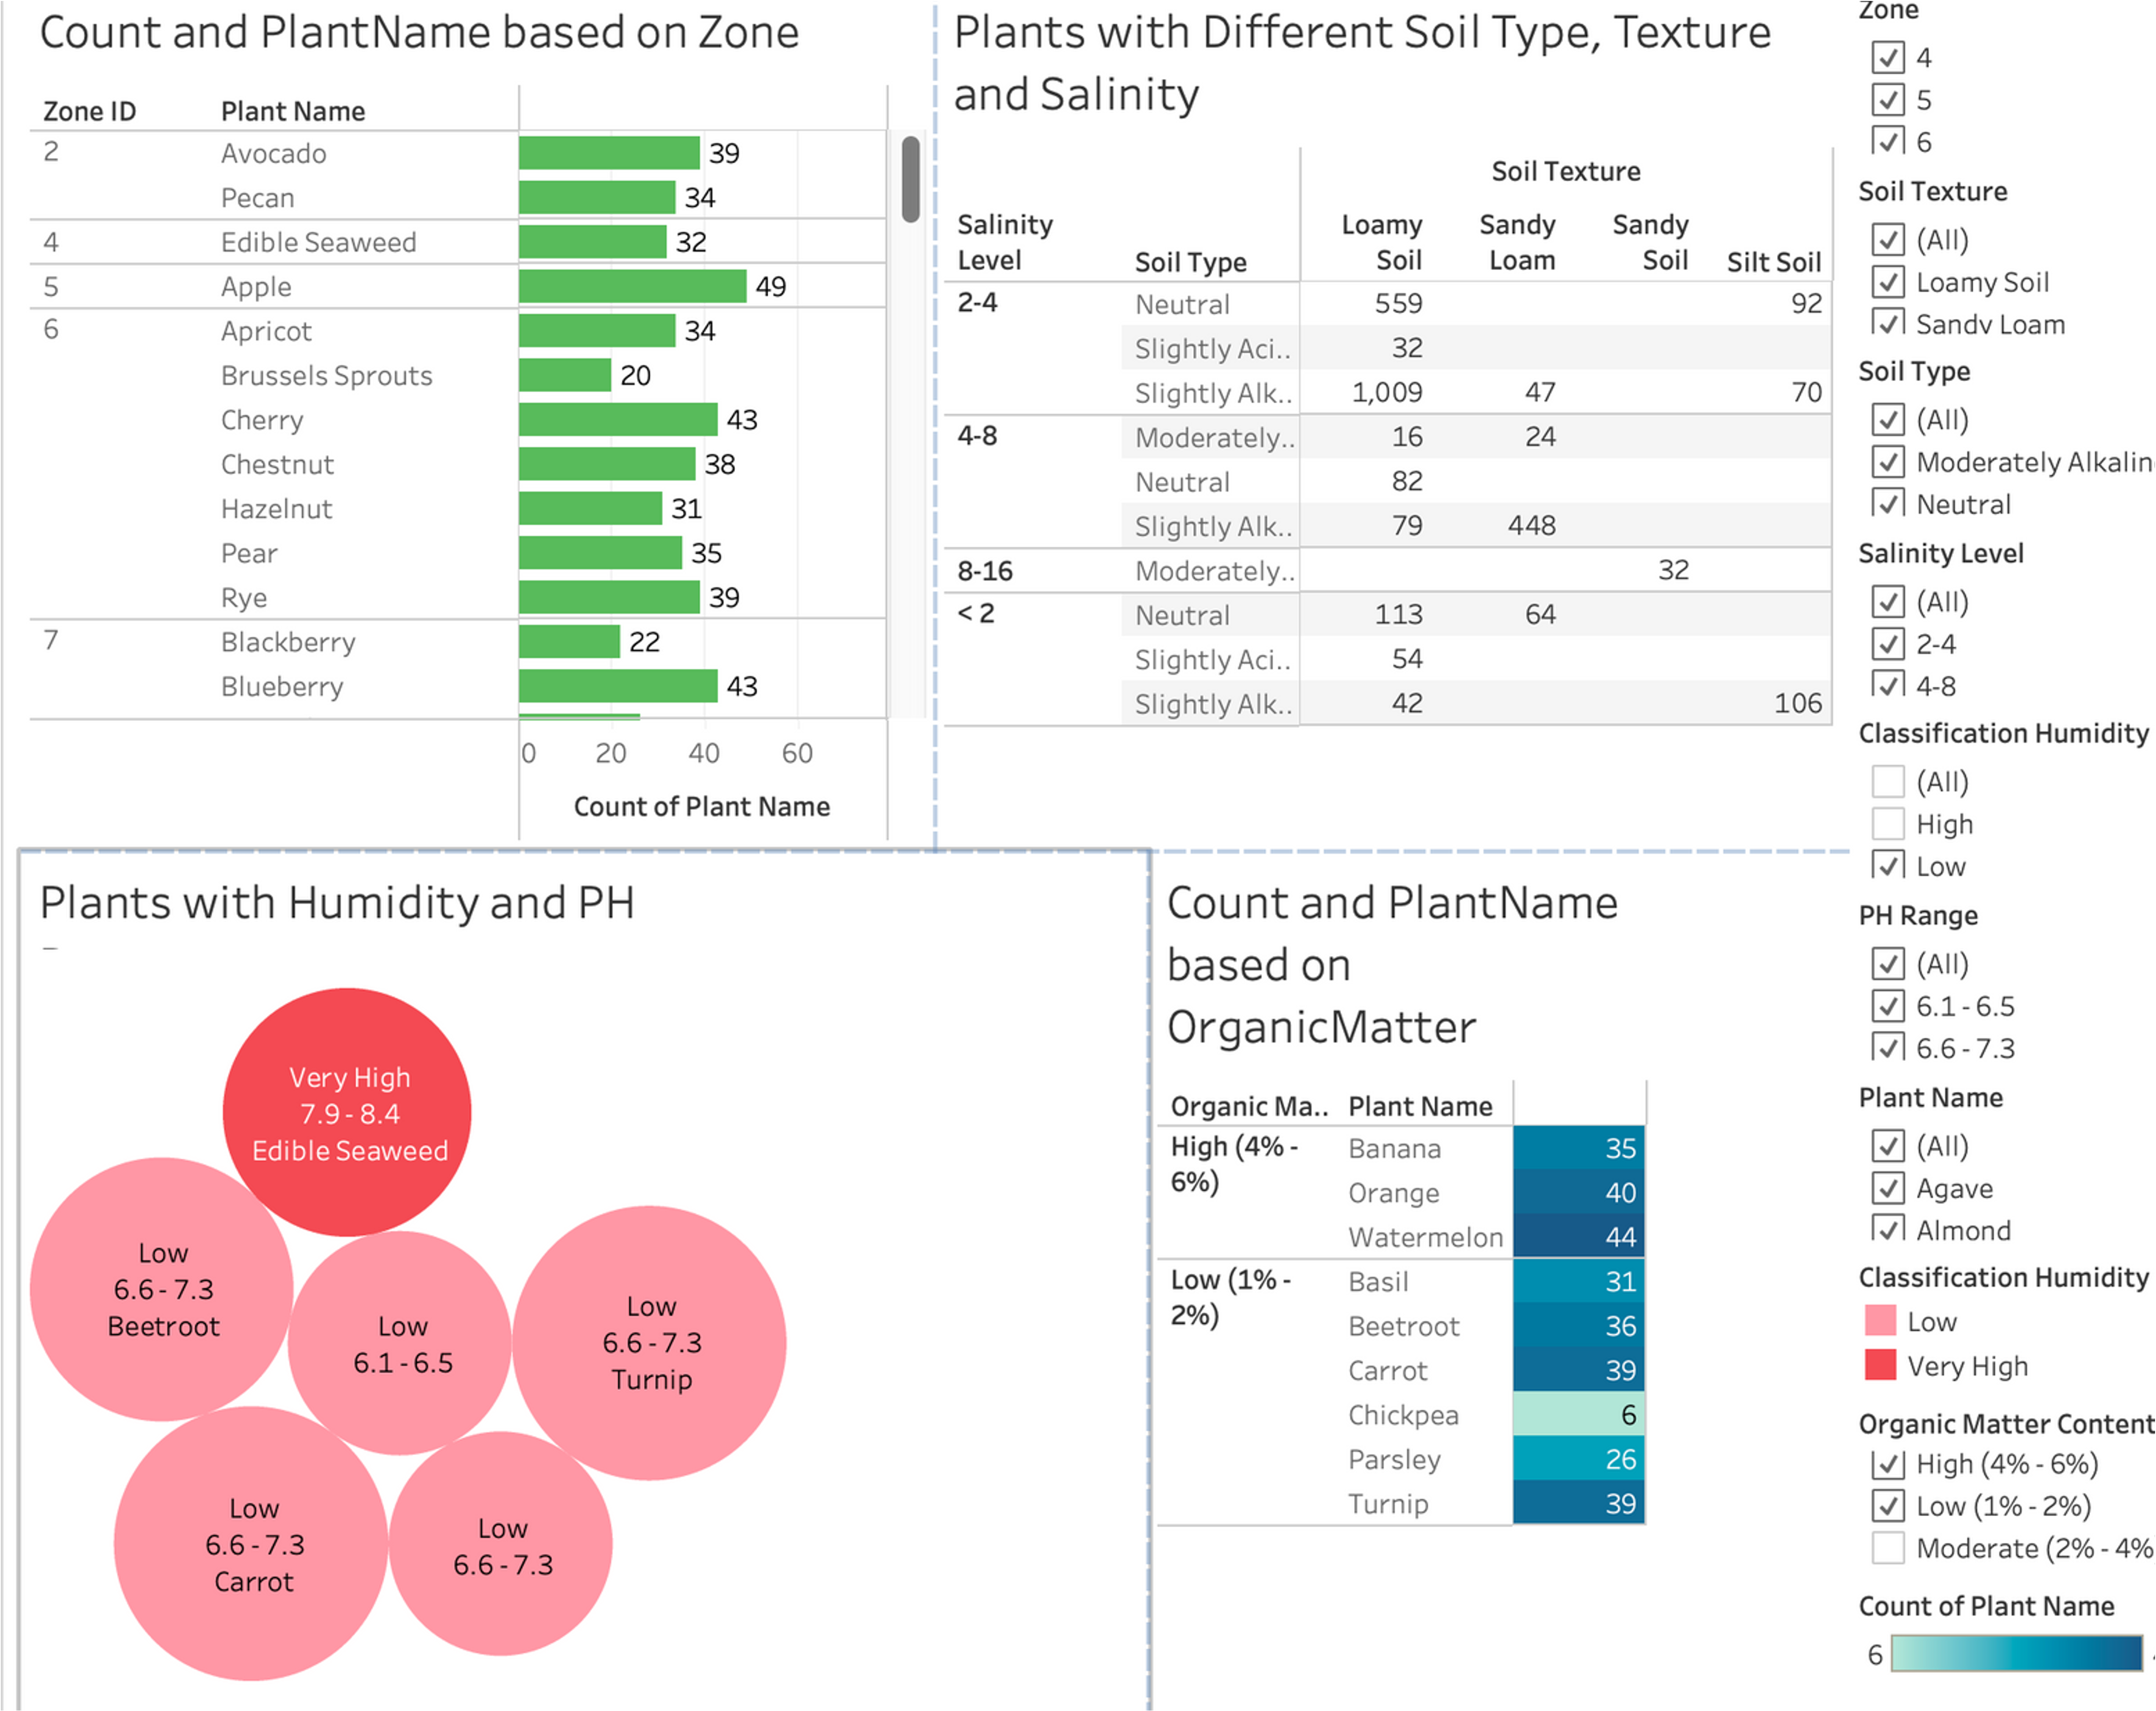 Count and PlantName based on Zone
Zone ID Plant Name
2 Avocado 39
Pecan 34
4 Edible Seaweed 32
5 Apple 49
6 Apricot 34
Brussels Sprouts 20
Cherry 43
Chestnut 38
Hazelnut 31
Pear 35
Rye 39
7 Blackberry 22
Blueberry 43
0 20 40 60
Count of Plant Name
Plants with Different Soil Type, Texture
and Salinity
Soil Texture
Salinity Loamy Sandy Sandy
Level Soil Type Soil Loam Soil Silt Soil
2-4 Neutral 559 92
Slightly Aci.. 32
Slightly Alk.. 1,009 47 70
4-8 Moderately.. 16 24
Neutral 82
Slightly Alk.. 79 448
8-16 Moderately.. 32
< 2 Neutral 113 64
Slightly Aci.. 54
Slightly Alk.. 42 106
Plants with Humidity and PH
Very High
7.9 - 8.4
Edible Seaweed
Low
6.6 - 7.3
Beetroot
Low
6.1 - 6.5
Low
6.6 - 7.3
Turnip
Low
6.6 - 7.3
Carrot
Low
6.6 - 7.3
Count and PlantName
based on
OrganicMatter
Organic Ma.. Plant Name
High (4% - Banana 35
6%) Orange 40
Watermelon 44
Low (1% - Basil 31
2%) Beetroot 36
Carrot 39
Chickpea 6
Parsley 26
Turnip 39
Zone
4
5
6
Soil Texture
(All)
Loamy Soil
Sandy Loam
Soil Type
(All)
Moderately Alkalin
Neutral
Salinity Level
(All)
2-4
4-8
Classification Humidity
(All)
High
Low
PH Range
(All)
6.1 - 6.5
6.6 - 7.3
Plant Name
(All)
Agave
Almond
Classification Humidity
Low
Very High
Organic Matter Content
High (4% - 6%)
Low (1% - 2%)
Moderate (2% - 4%
Count of Plant Name
6